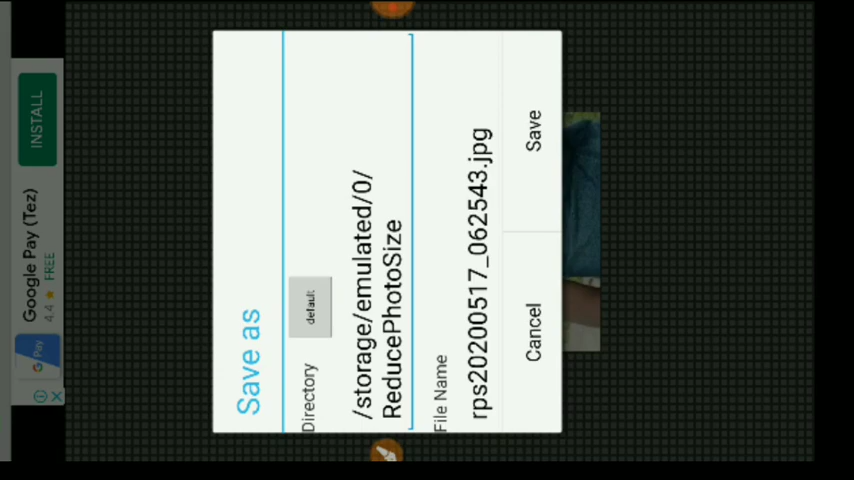 Save as
Directory
default
/storage/emulated/0/
ReducePhotoSize
File Name
rps20200517_062543.jpg
Cancel
Save
G Pay
Google Pay (Tez)
4.4 ★ FREE
INSTALL